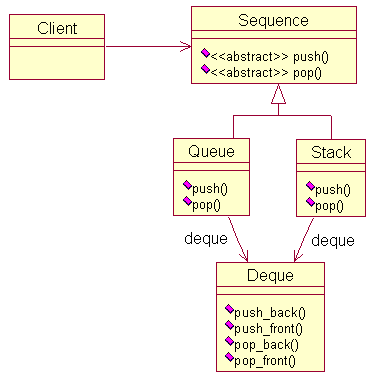 Client
Sequence
<<abstract>> push()
<<abstract>> pop()
Queue
push()
pop()
Stack
push()
pop()
deque
deque
Deque
push_back()
push_front()
pop_back()
pop_front()